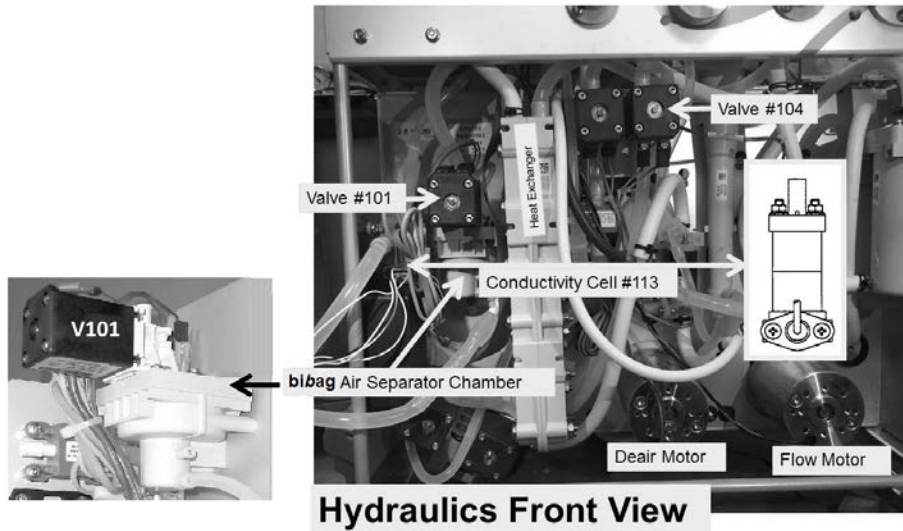 Valve #104
Heat Exchanger
Valve #101
Conductivity Cell #113
V101
bibag Air Separator Chamber
Deair Motor
Flow Motor
Hydraulics Front View